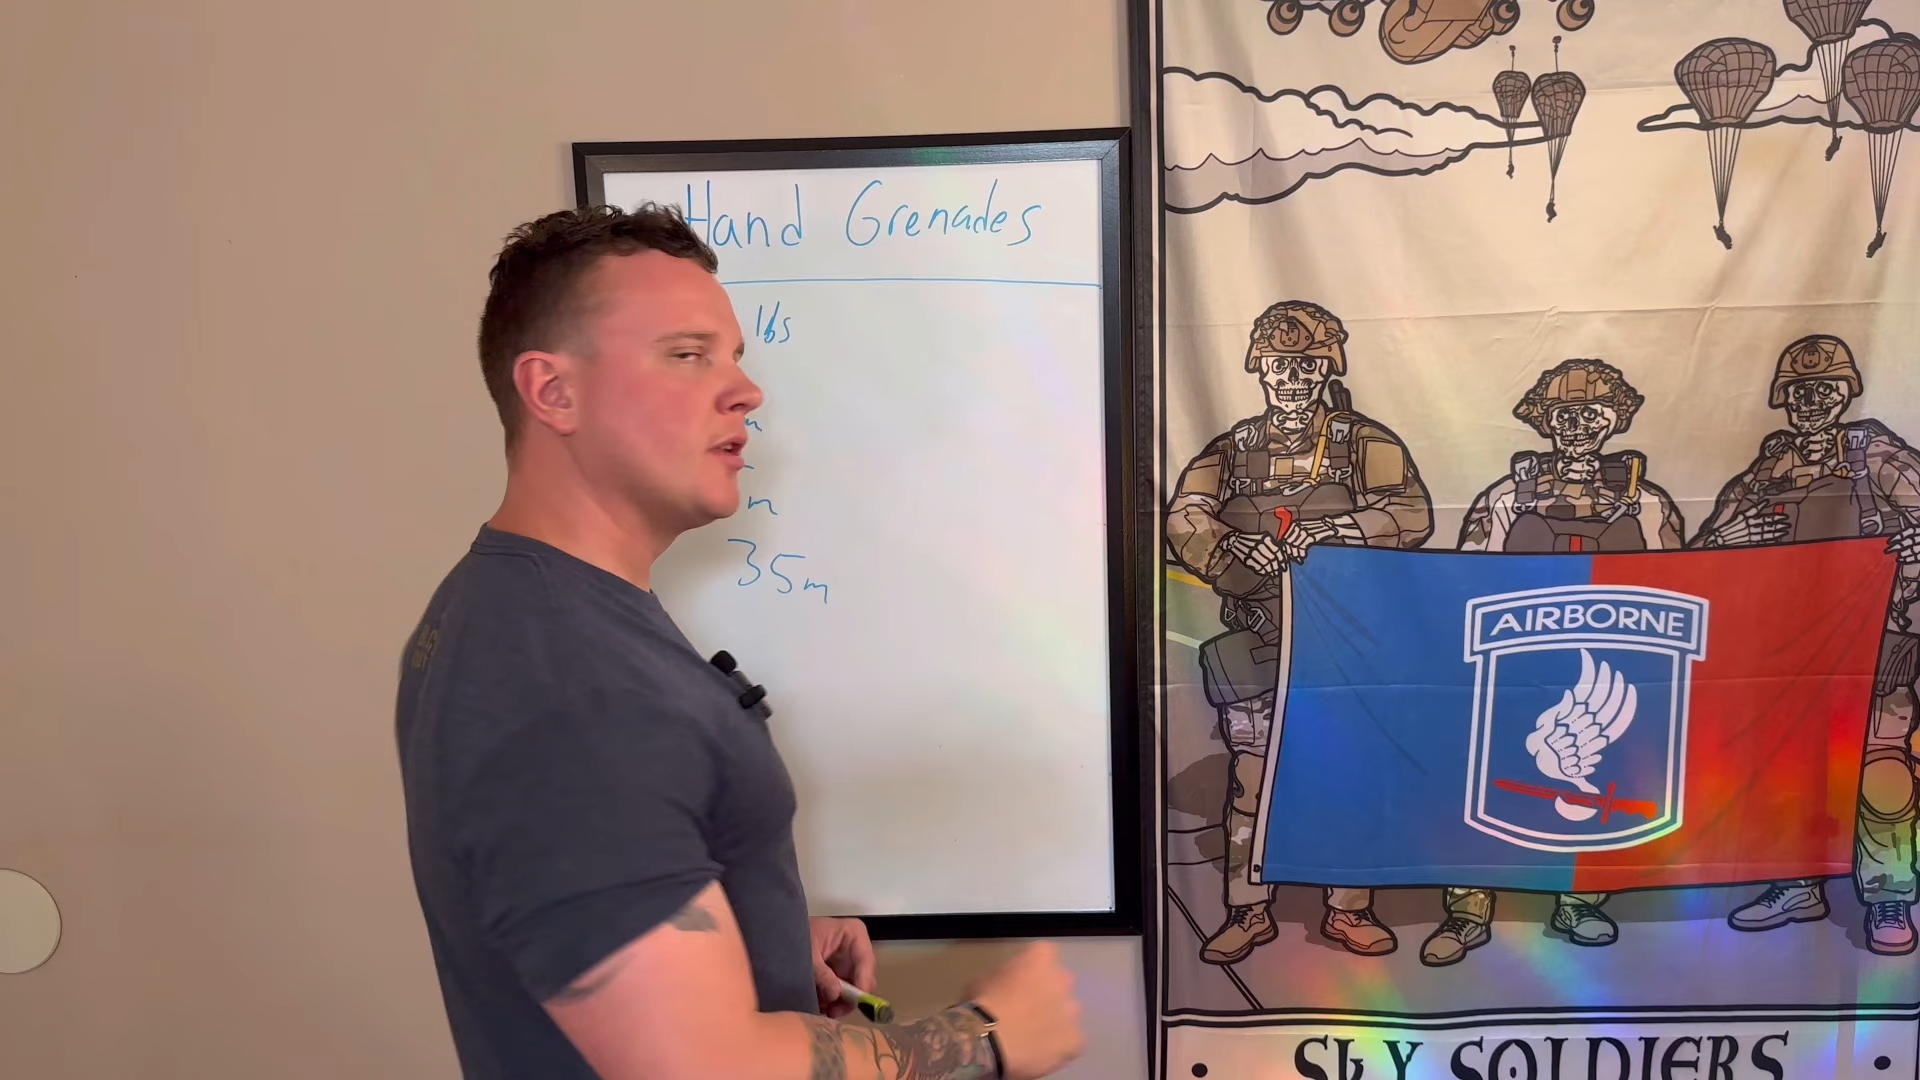 Hand Grenades
lbs
m
m
35m
AIRBORNE
• SKY SOLDIERS •